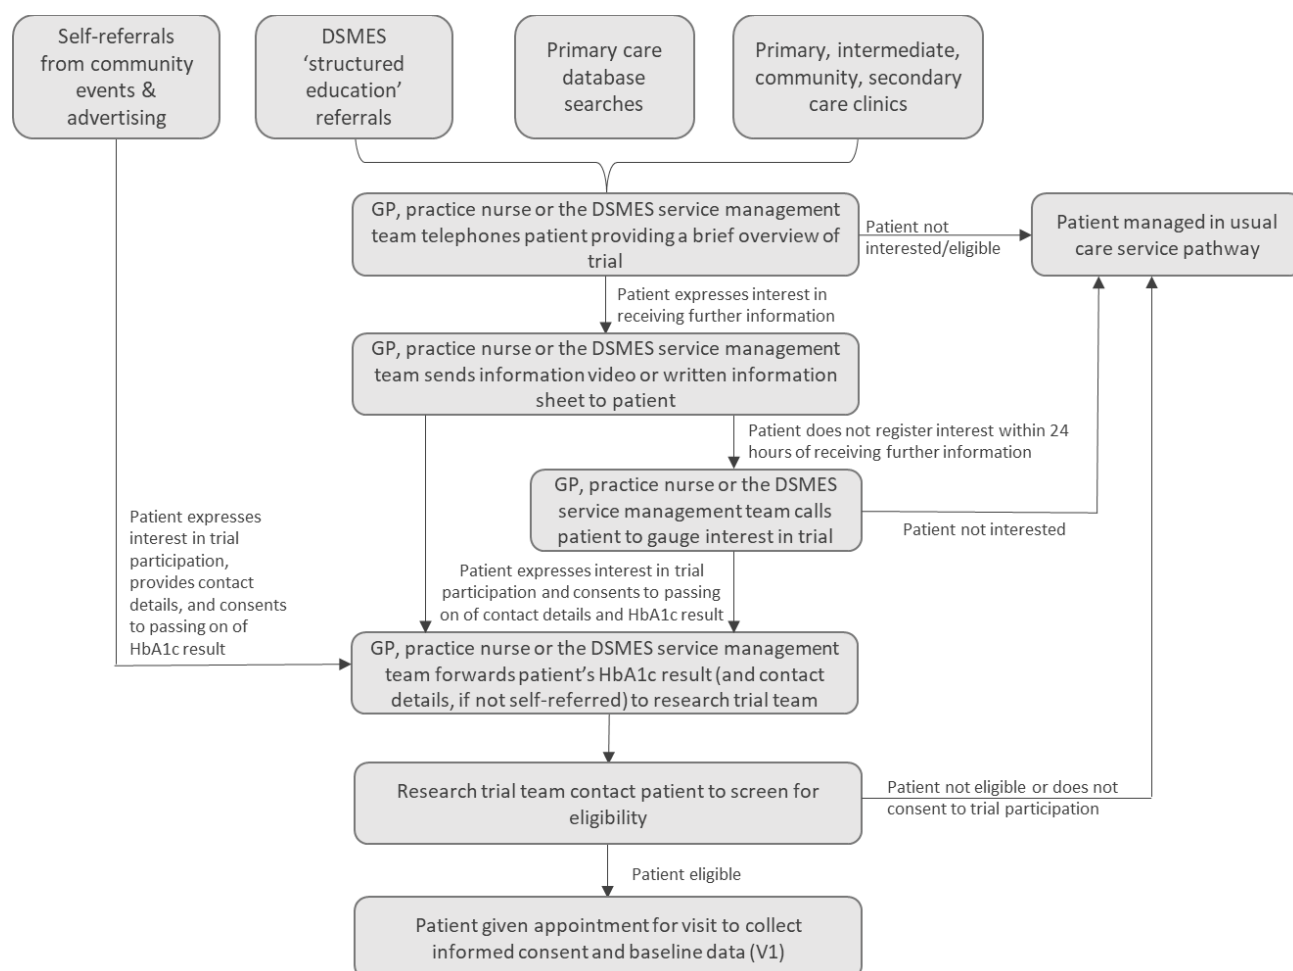 Self-referrals
from community
events &
advertising
DSMES
‘structured
education’
referrals
Primary care
database
searches
Primary, intermediate,
community, secondary
care clinics
GP, practice nurse or the DSMES service management
team telephones patient providing a brief overview of
trial
Patient not
interested/eligible
Patient managed in usual
care service pathway
Patient expresses interest in
receiving further information
GP, practice nurse or the DSMES service management
team sends information video or written information
sheet to patient
Patient does not register interest within 24
hours of receiving further information
GP, practice nurse or the DSMES
service management team calls
patient to gauge interest in trial
Patient not interested
Patient expresses
interest in trial
participation,
provides contact
details, and consents
to passing on of
HbA1c result
Patient expresses interest in trial
participation and consents to passing
on of contact details and HbA1c result
GP, practice nurse or the DSMES service management
team forwards patient’s HbA1c result (and contact
details, if not self-referred) to research trial team
Research trial team contact patient to screen for
eligibility
Patient not eligible or does not
consent to trial participation
Patient eligible
Patient given appointment for visit to collect
informed consent and baseline data (V1)